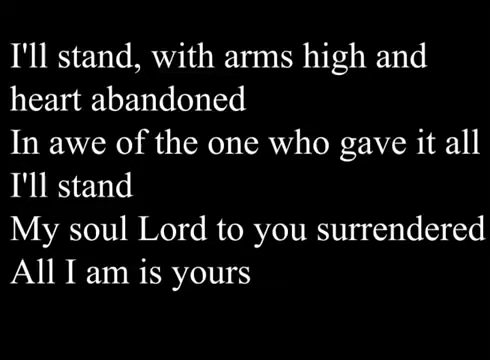 I'll stand, with arms high and
heart abandoned
In awe of the one who gave it all
I'll stand
My soul Lord to you surrendered
All I am is yours